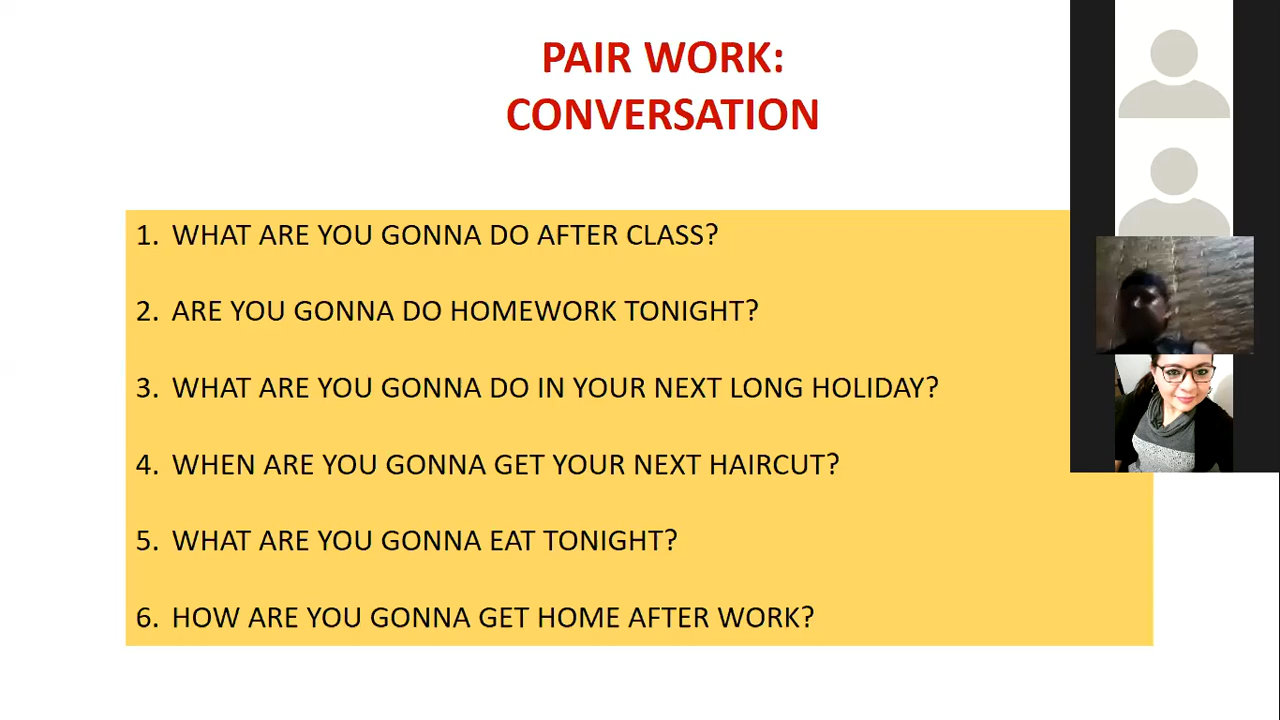 PAIR WORK:
CONVERSATION
1. WHAT ARE YOU GONNA DO AFTER CLASS?
2. ARE YOU GONNA DO HOMEWORK TONIGHT?
3. WHAT ARE YOU GONNA DO IN YOUR NEXT LONG HOLIDAY?
4. WHEN ARE YOU GONNA GET YOUR NEXT HAIRCUT?
5. WHAT ARE YOU GONNA EAT TONIGHT?
6. HOW ARE YOU GONNA GET HOME AFTER WORK?